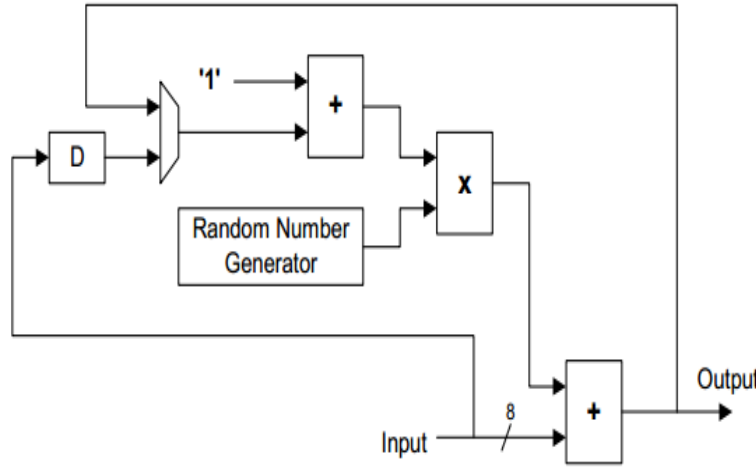 '1'
+
D
x
Random Number
Generator
Output
8
+
Input